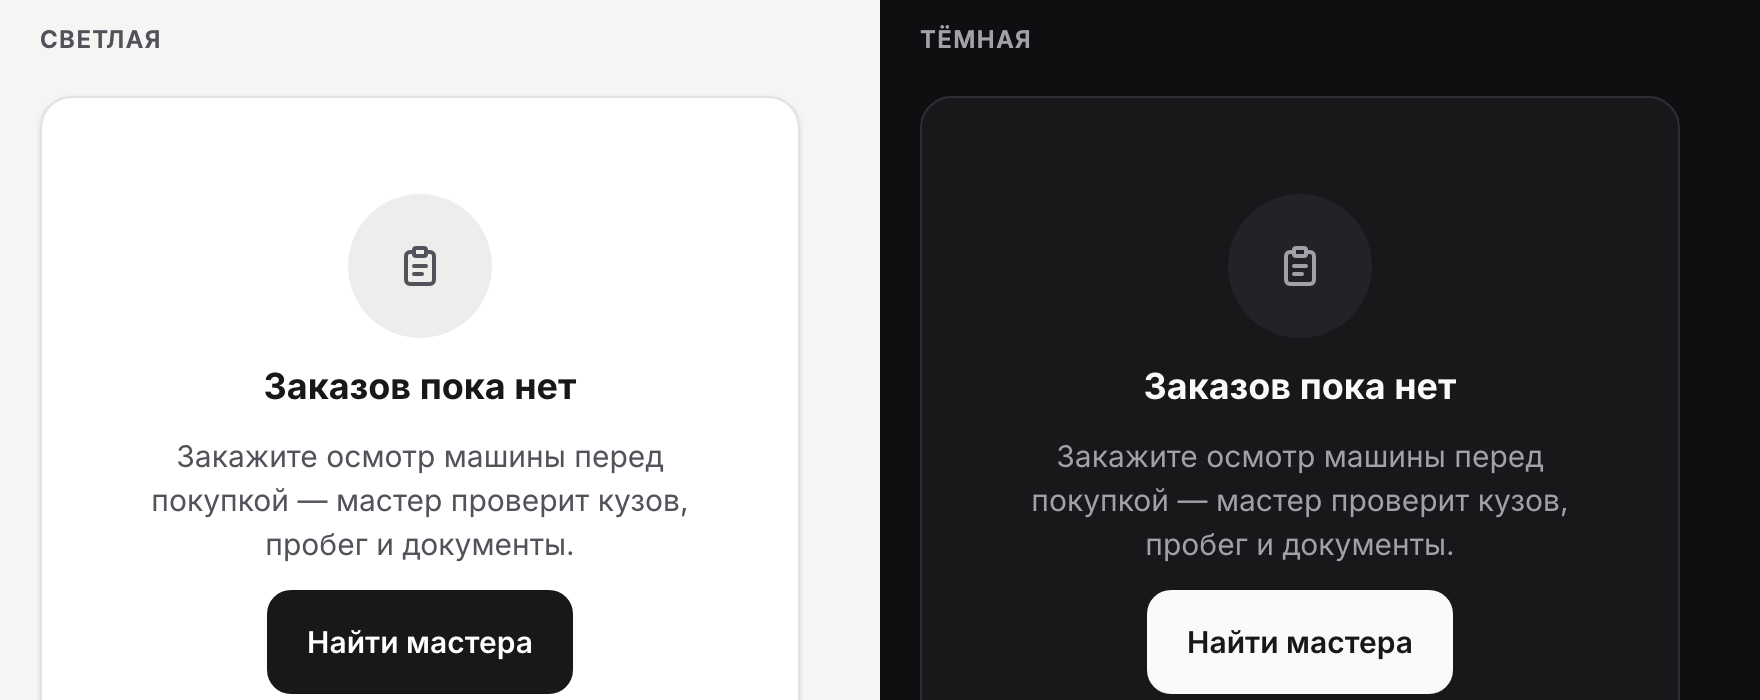 СВЕТЛАЯ
Заказов пока нет
Закажите осмотр машины перед
покупкой — мастер проверит кузов,
пробег и документы.
Найти мастера
ТЁМНАЯ
Заказов пока нет
Закажите осмотр машины перед
покупкой — мастер проверит кузов,
пробег и документы.
Найти мастера